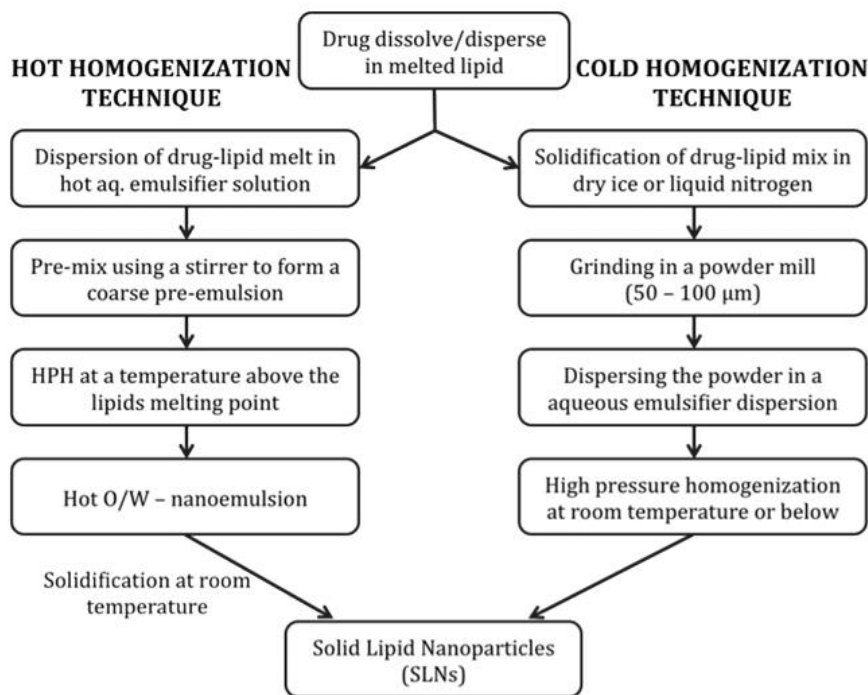 Drug dissolve/disperse
in melted lipid
HOT HOMOGENIZATION
TECHNIQUE
COLD HOMOGENIZATION
TECHNIQUE
Dispersion of drug-lipid melt in
hot aq. emulsifier solution
Pre-mix using a stirrer to form a
coarse pre-emulsion
HPH at a temperature above the
lipids melting point
Hot O/W – nanoemulsion
Solidification at room
temperature
Solidification of drug-lipid mix in
dry ice or liquid nitrogen
Grinding in a powder mill
(50 – 100 μm)
Dispersing the powder in a
aqueous emulsifier dispersion
High pressure homogenization
at room temperature or below
Solid Lipid Nanoparticles
(SLNs)